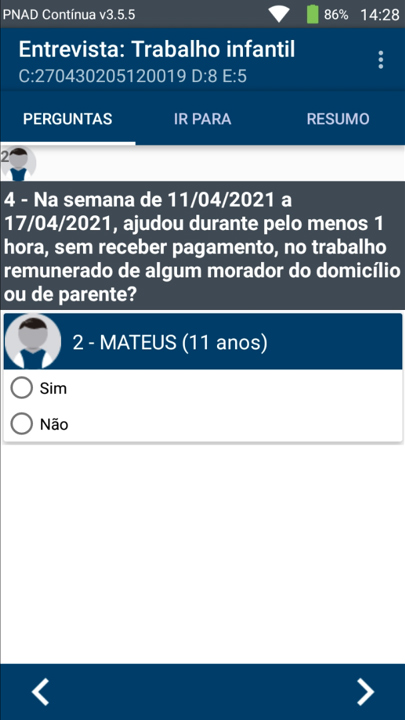 PNAD Contínua v3.5.5 86% 14:28
Entrevista: Trabalho infantil
C:270430205120019 D:8 E:5
PERGUNTAS IR PARA RESUMO
2
4 - Na semana de 11/04/2021 a
17/04/2021, ajudou durante pelo menos 1
hora, sem receber pagamento, no trabalho
remunerado de algum morador do domicílio
ou de parente?
2 - MATEUS (11 anos)
Sim
Não